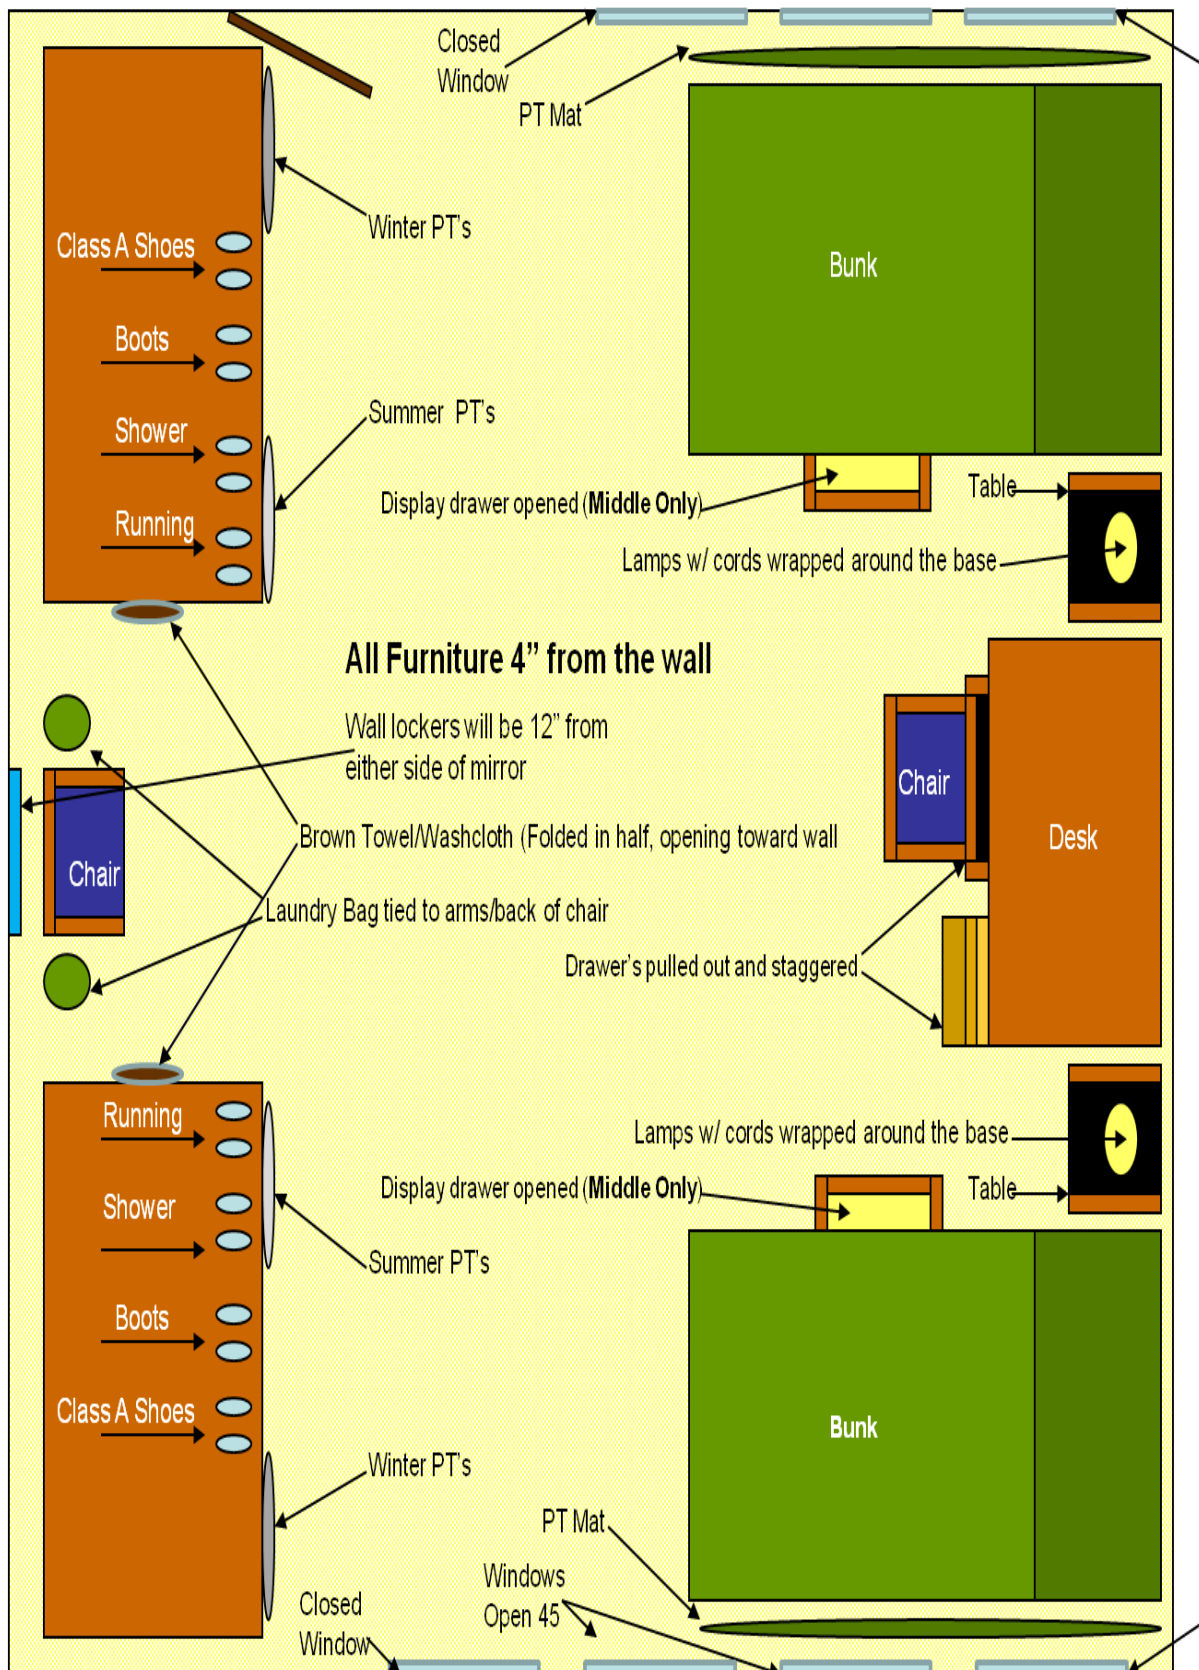 Closed
Window
PT Mat
Winter PT's
Class A Shoes
Bunk
Boots
Summer PT's
Shower
Table
Display drawer opened (Middle Only)
Running
Lamps w/ cords wrapped around the base
All Furniture 4” from the wall
Wall lockers will be 12” from
either side of mirror
Chair
Brown Towel/Washcloth (Folded in half, opening toward wall
Desk
Chair
Laundry Bag tied to arms/back of chair
Drawer's pulled out and staggered
Running
Lamps w/ cords wrapped around the base
Display drawer opened (Middle Only)
Table
Shower
Summer PT's
Boots
Class A Shoes
Bunk
Winter PT's
PT Mat
Windows
Open 45
Closed
Window